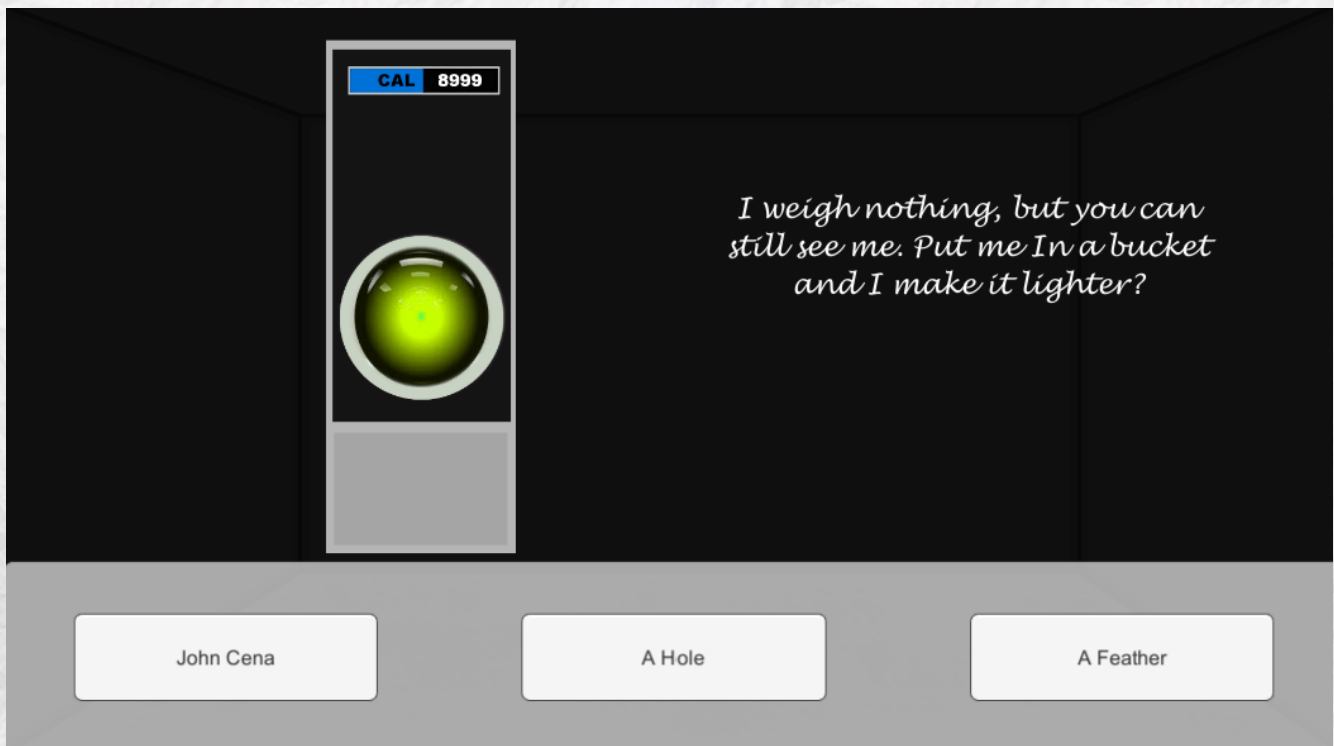 CAL 8999
I weigh nothing, but you can
still see me. Put me In a bucket
and I make it lighter?
John Cena
A Hole
A Feather